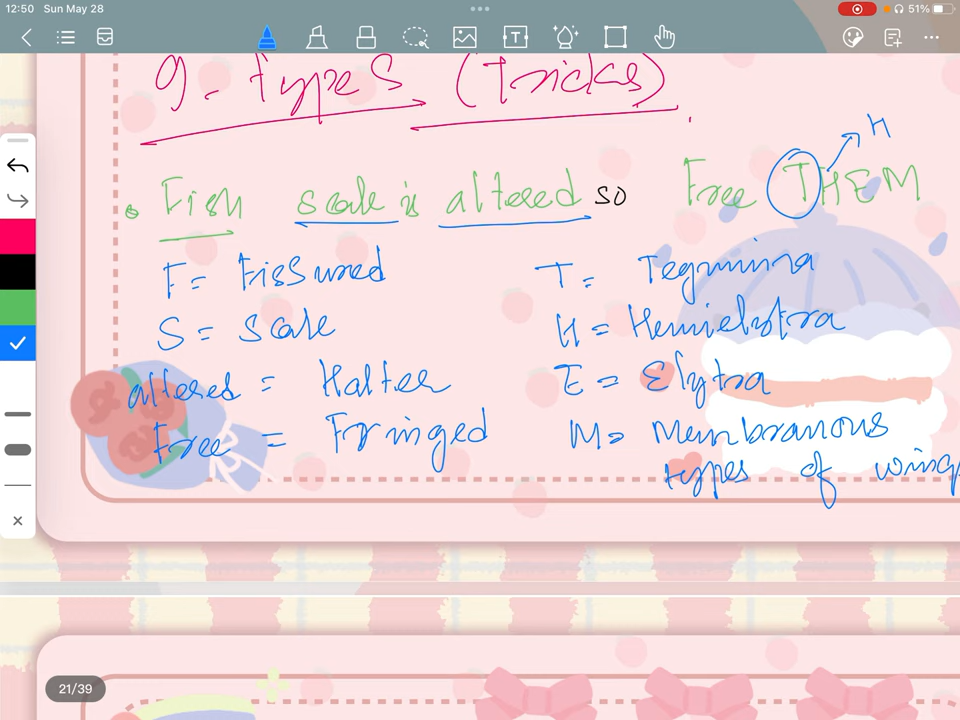 12:50 Sun May 28
51%
9. Types (Tricks)
H
• Fish scale is altered so Free THEM
F = Fissured
T = Tegmina
S = Scale
H = Hemielytra
altered = Halter
E = Elytra
Free = Fringed
M = Membranous
types of wings
21/39